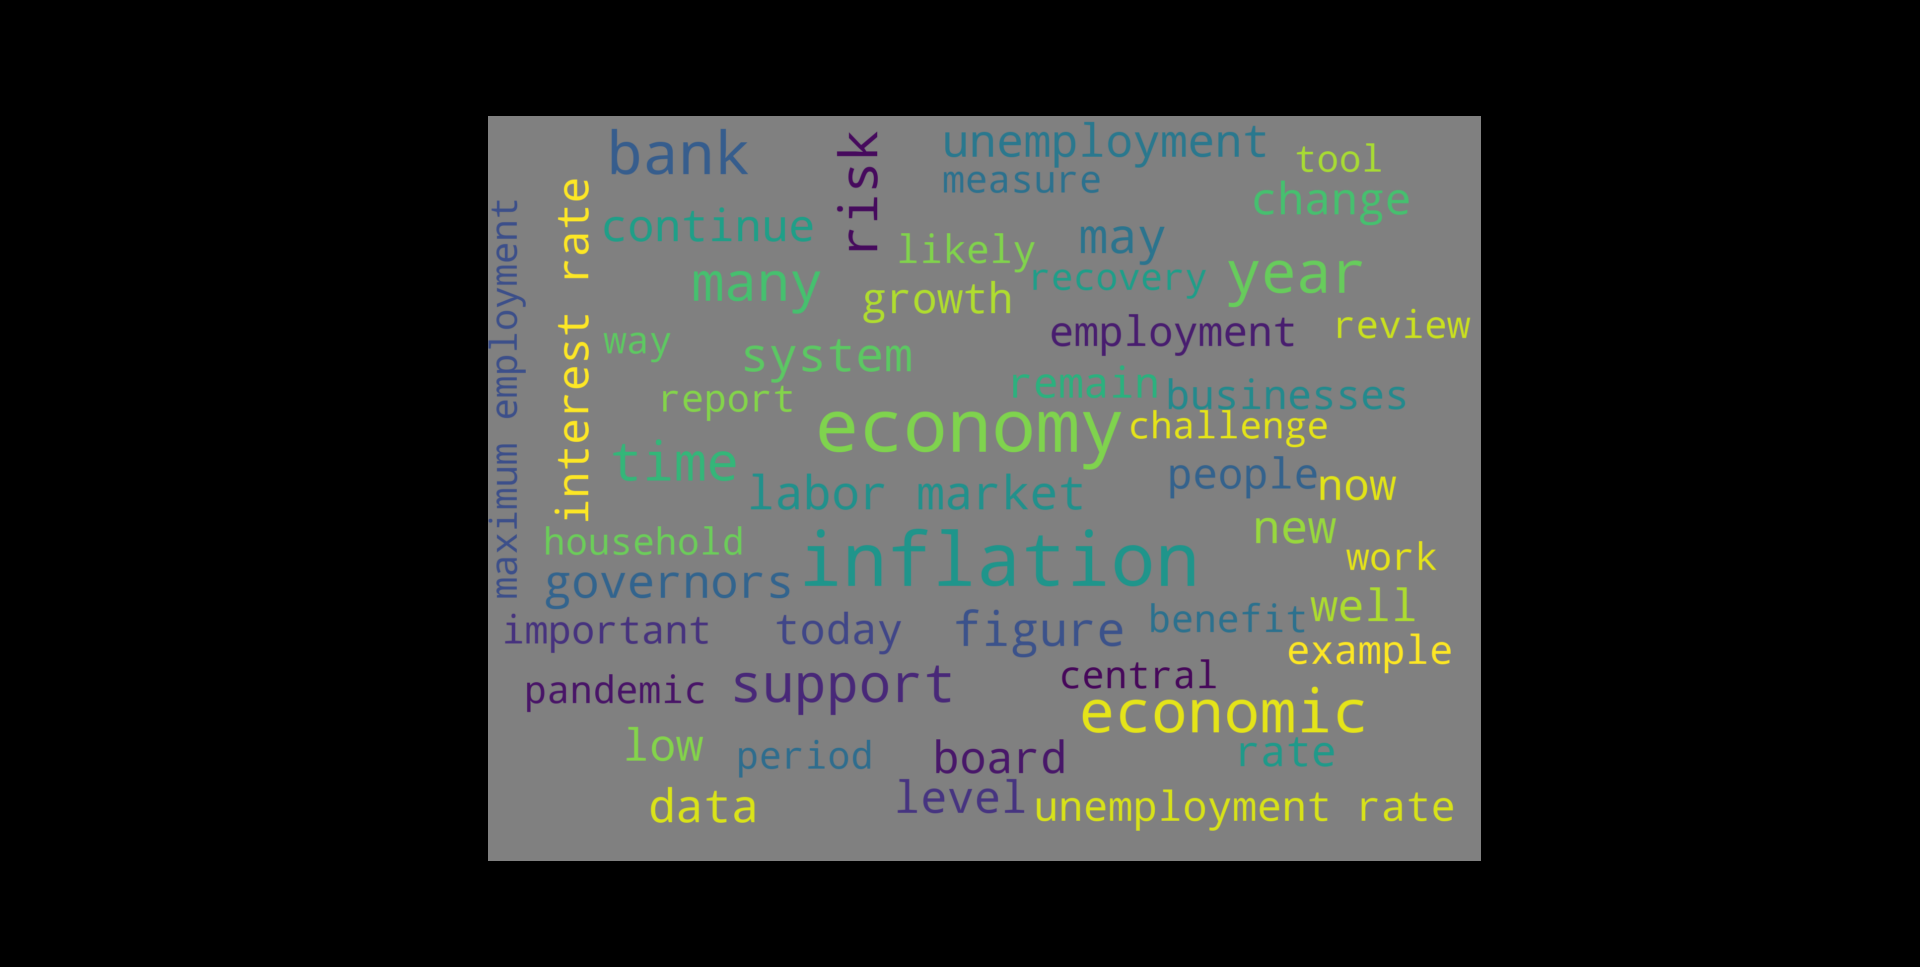 bank
risk
unemployment
measure
tool
change
maximum employment
interest rate
continue
likely
may
many
growth
recovery
year
way
system
employment
review
report
remain
businesses
economy
challenge
time
labor market
people
now
household
inflation
new
work
governors
important
today
figure
benefit
well
example
pandemic
support
central
economic
low
period
board
rate
data
level
unemployment rate